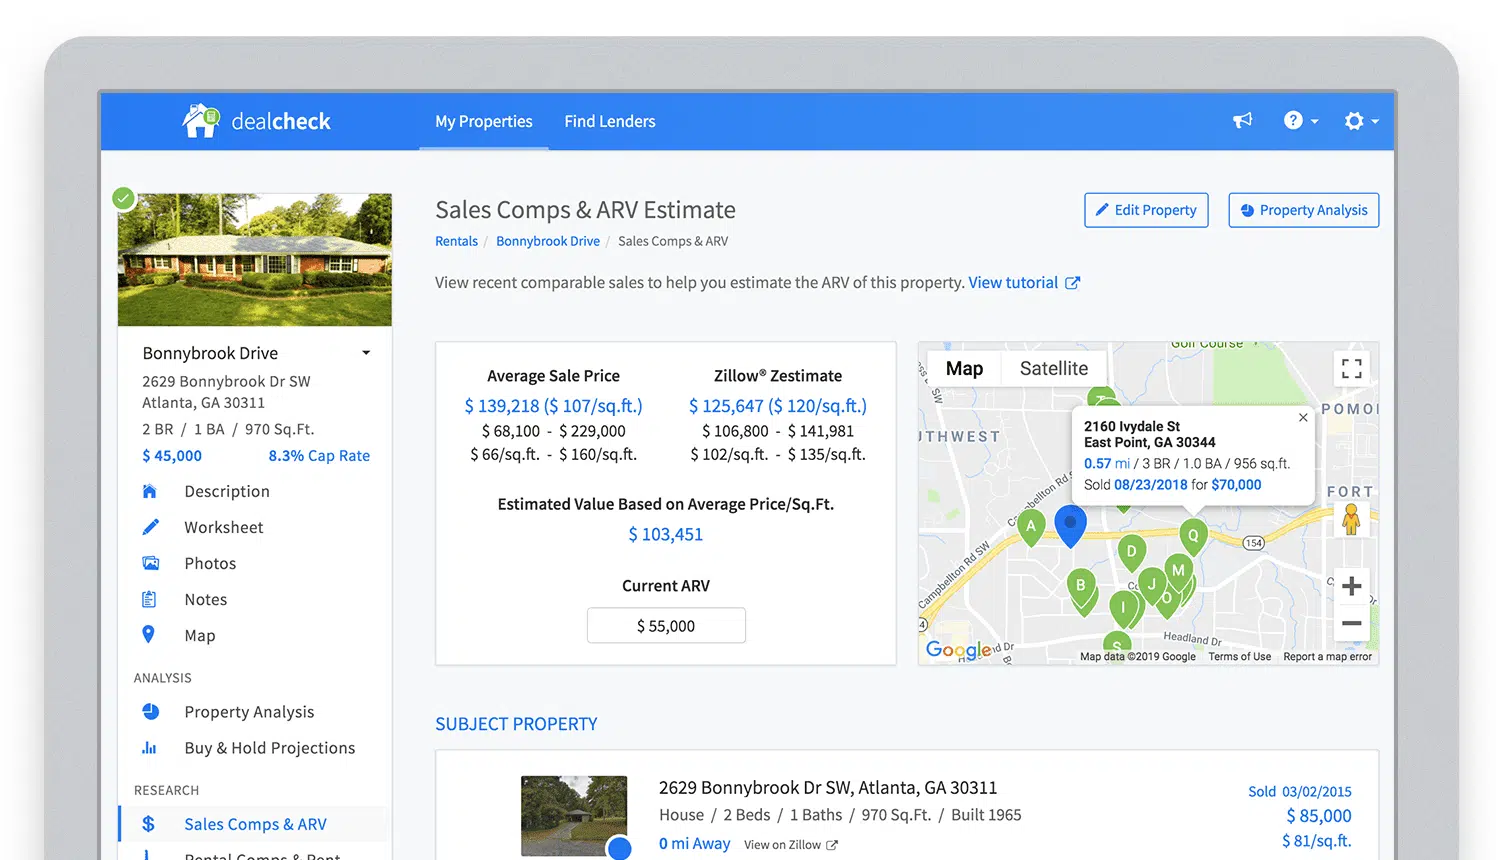 dealcheck
My Properties
Find Lenders
?
Sales Comps & ARV Estimate
Edit Property
Property Analysis
Rentals / Bonnybrook Drive / Sales Comps & ARV
View recent comparable sales to help you estimate the ARV of this property. View tutorial
Bonnybrook Drive
2629 Bonnybrook Dr SW
Atlanta, GA 30311
2 BR / 1 BA / 970 Sq.Ft.
$ 45,000 8.3% Cap Rate
Description
Worksheet
Photos
Notes
Map
ANALYSIS
Property Analysis
Buy & Hold Projections
RESEARCH
$ Sales Comps & ARV
Rental Comps & Rent
Average Sale Price
$ 139,218 ($ 107/sq.ft.)
$ 68,100 - $ 229,000
$ 66/sq.ft. - $ 160/sq.ft.
Zillow® Zestimate
$ 125,647 ($ 120/sq.ft.)
$ 106,800 - $ 141,981
$ 102/sq.ft. - $ 135/sq.ft.
Estimated Value Based on Average Price/Sq.Ft.
$ 103,451
Current ARV
$ 55,000
Golf Course
Map
Satellite
POMO
2160 Ivydale St
East Point, GA 30344
0.57 mi / 3 BR / 1.0 BA / 956 sq.ft.
Sold 08/23/2018 for $70,000
FORT
Campbellton Rd SW
A
Q
154
D
M
B
J
I
O
S
Campbellton Rd SW
Headland Dr
Google
Map data ©2019 Google Terms of Use Report a map error
SUBJECT PROPERTY
2629 Bonnybrook Dr SW, Atlanta, GA 30311
House / 2 Beds / 1 Baths / 970 Sq.Ft. / Built 1965
0 mi Away View on Zillow
Sold 03/02/2015
$ 85,000
$ 81/sq.ft.